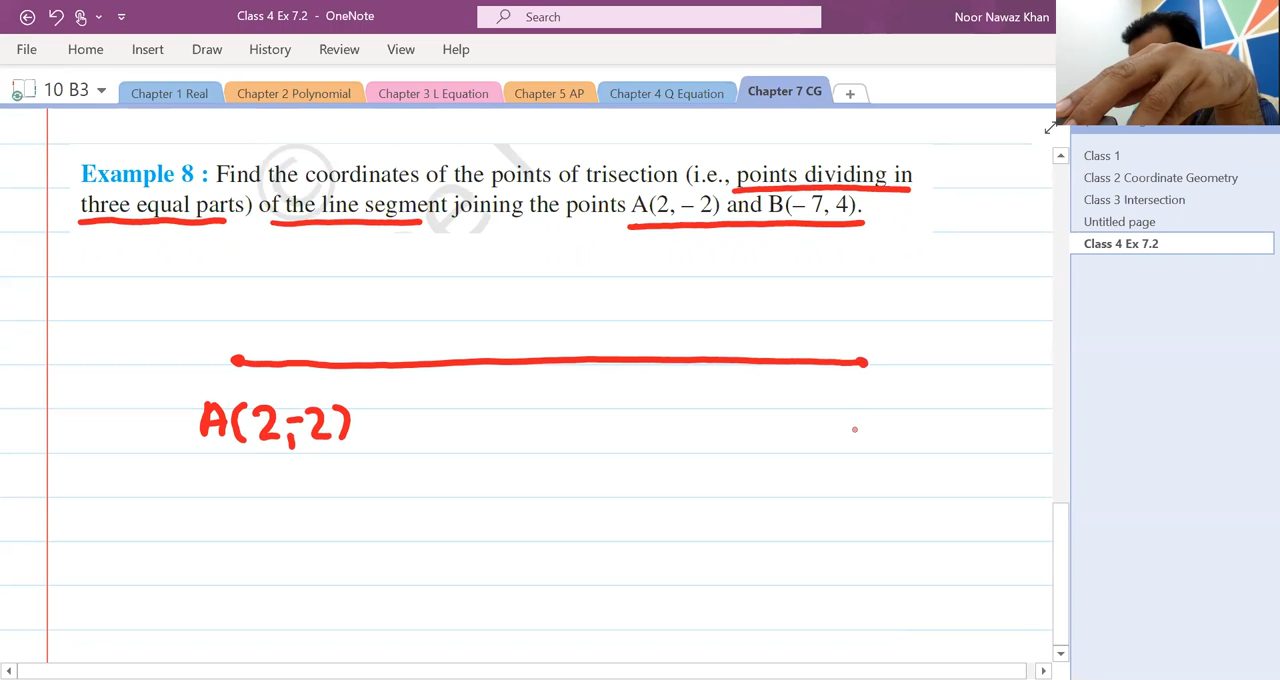 Class 4 Ex 7.2 - OneNote
Search
Noor Nawaz Khan
File Home Insert Draw History Review View Help
10 B3
Chapter 1 Real
Chapter 2 Polynomial
Chapter 3 L Equation
Chapter 5 AP
Chapter 4 Q Equation
Chapter 7 CG
Example 8 : Find the coordinates of the points of trisection (i.e., points dividing in
three equal parts) of the line segment joining the points A(2, – 2) and B(– 7, 4).
A(2,-2)
Class 1
Class 2 Coordinate Geometry
Class 3 Intersection
Untitled page
Class 4 Ex 7.2